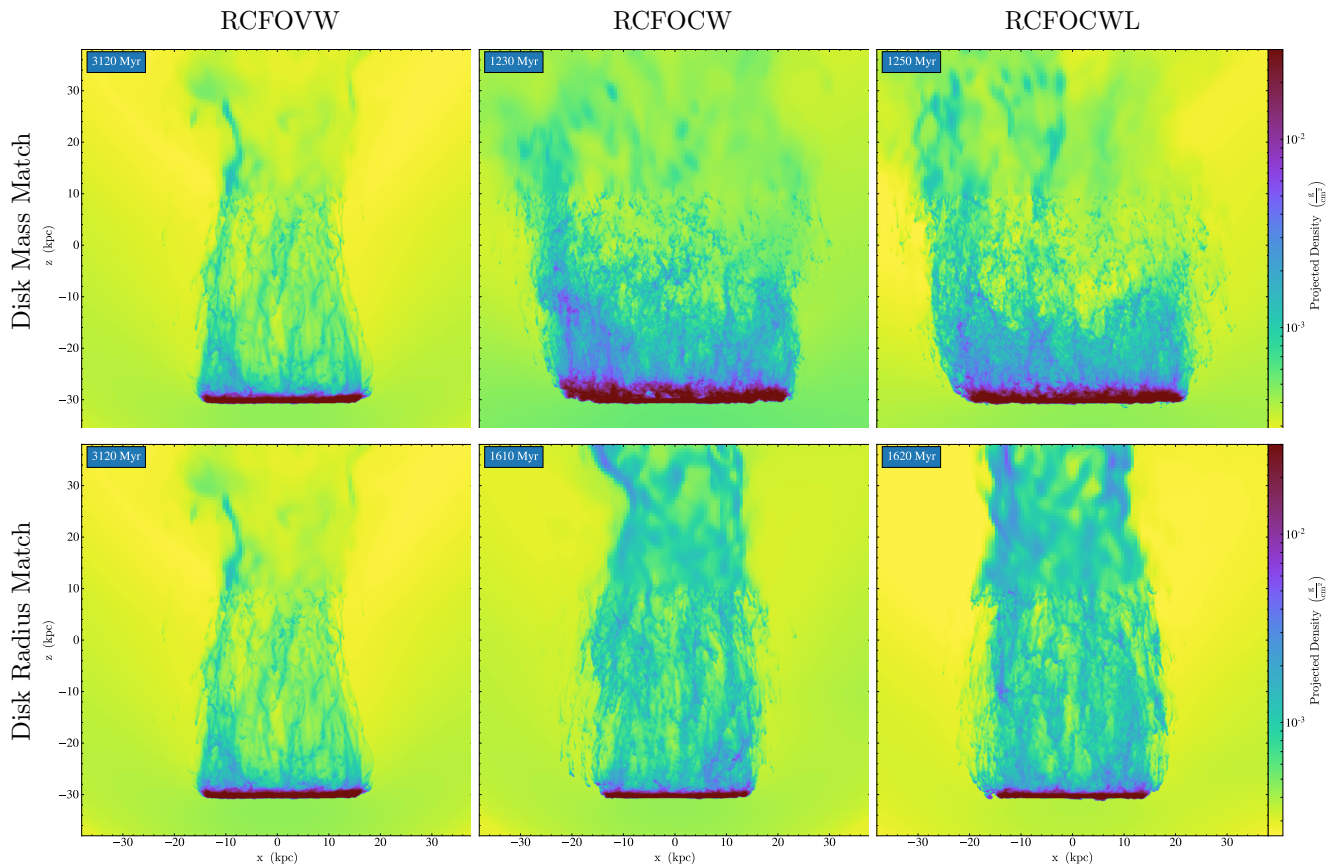 RCFOVW RCFOCW RCFOCWL
Disk Mass Match
3120 Myr 1230 Myr 1250 Myr
30
20
10
0
−10
−20
−30
z (kpc)
10⁻²
10⁻³
Projected Density (g/cm²)
Disk Radius Match
3120 Myr 1610 Myr 1620 Myr
30
20
10
0
−10
−20
−30
z (kpc)
10⁻²
10⁻³
Projected Density (g/cm²)
−30 −20 −10 0 10 20 30 −30 −20 −10 0 10 20 30 −30 −20 −10 0 10 20 30
x (kpc) x (kpc) x (kpc)